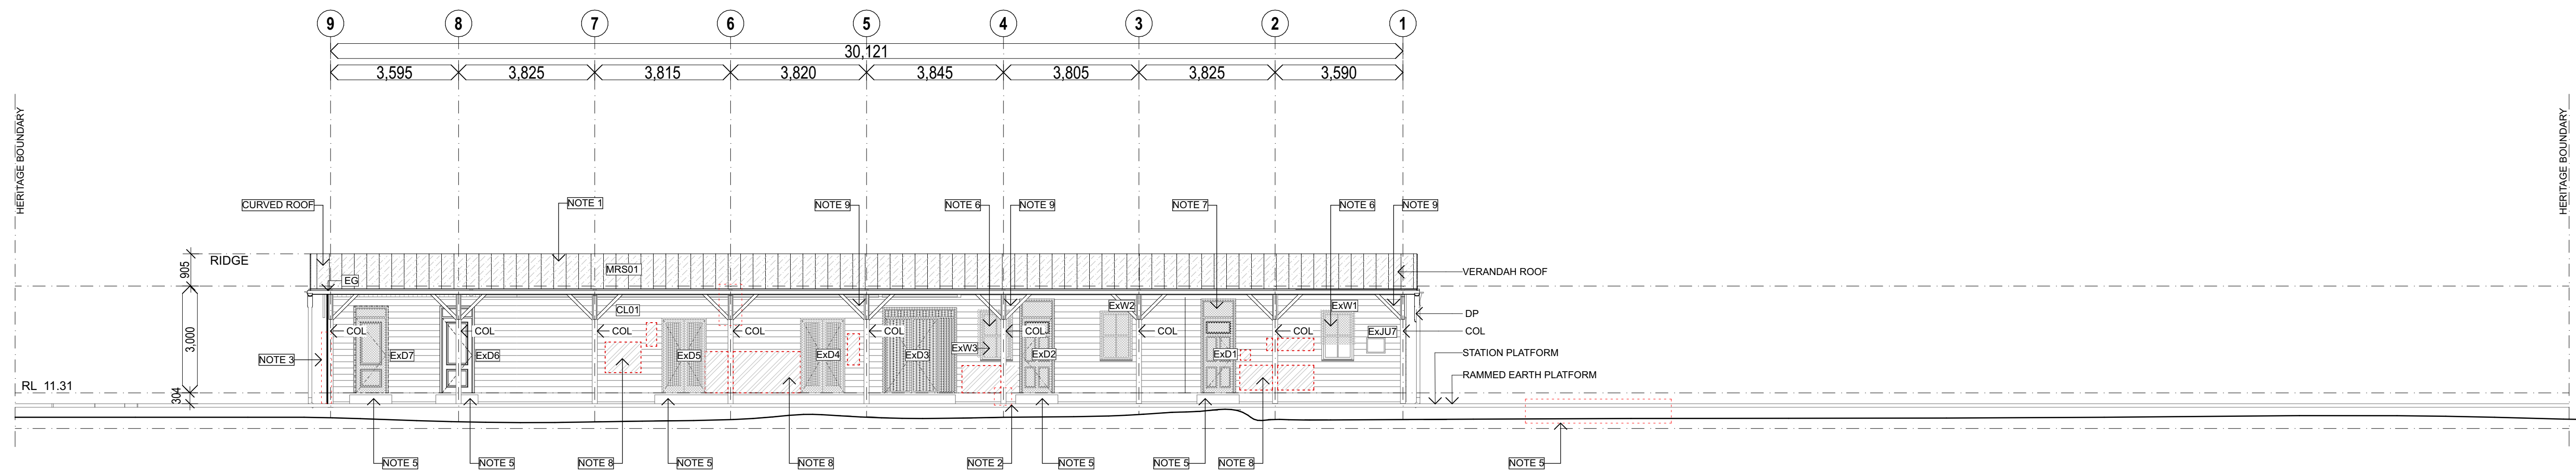 9 8 7 6 5 4 3 2 1
30,121
3,595 3,825 3,815 3,820 3,845 3,805 3,825 3,590
HERITAGE BOUNDARY
HERITAGE BOUNDARY
CURVED ROOF NOTE 1 NOTE 9 NOTE 6 NOTE 9 NOTE 7 NOTE 6 NOTE 9
905
RIDGE
MRS01
VERANDAH ROOF
EG
3,000
CL01
ExW2
ExW1
DP
COL COL COL COL COL COL COL COL COL
ExJU7
NOTE 3
ExD7 ExD6 ExD5 ExD4 ExD3 ExW3 ExD2 ExD1
STATION PLATFORM
RAMMED EARTH PLATFORM
RL 11.31
304
NOTE 5 NOTE 5 NOTE 8 NOTE 5 NOTE 8 NOTE 2 NOTE 5 NOTE 5 NOTE 8 NOTE 5